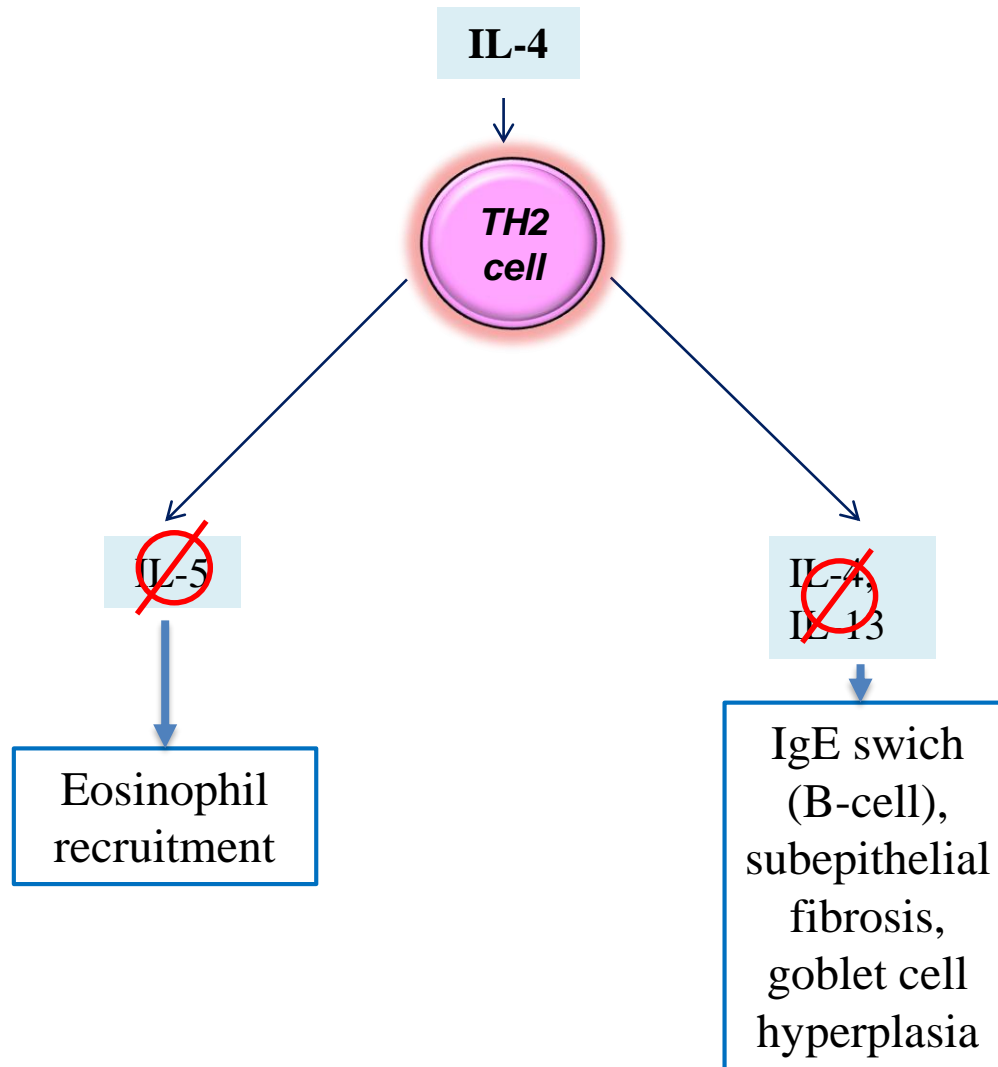 IL-4
TH2
cell
IL-5
IL-4,
IL-13
Eosinophil
recruitment
IgE swich
(B-cell),
subepithelial
fibrosis,
goblet cell
hyperplasia